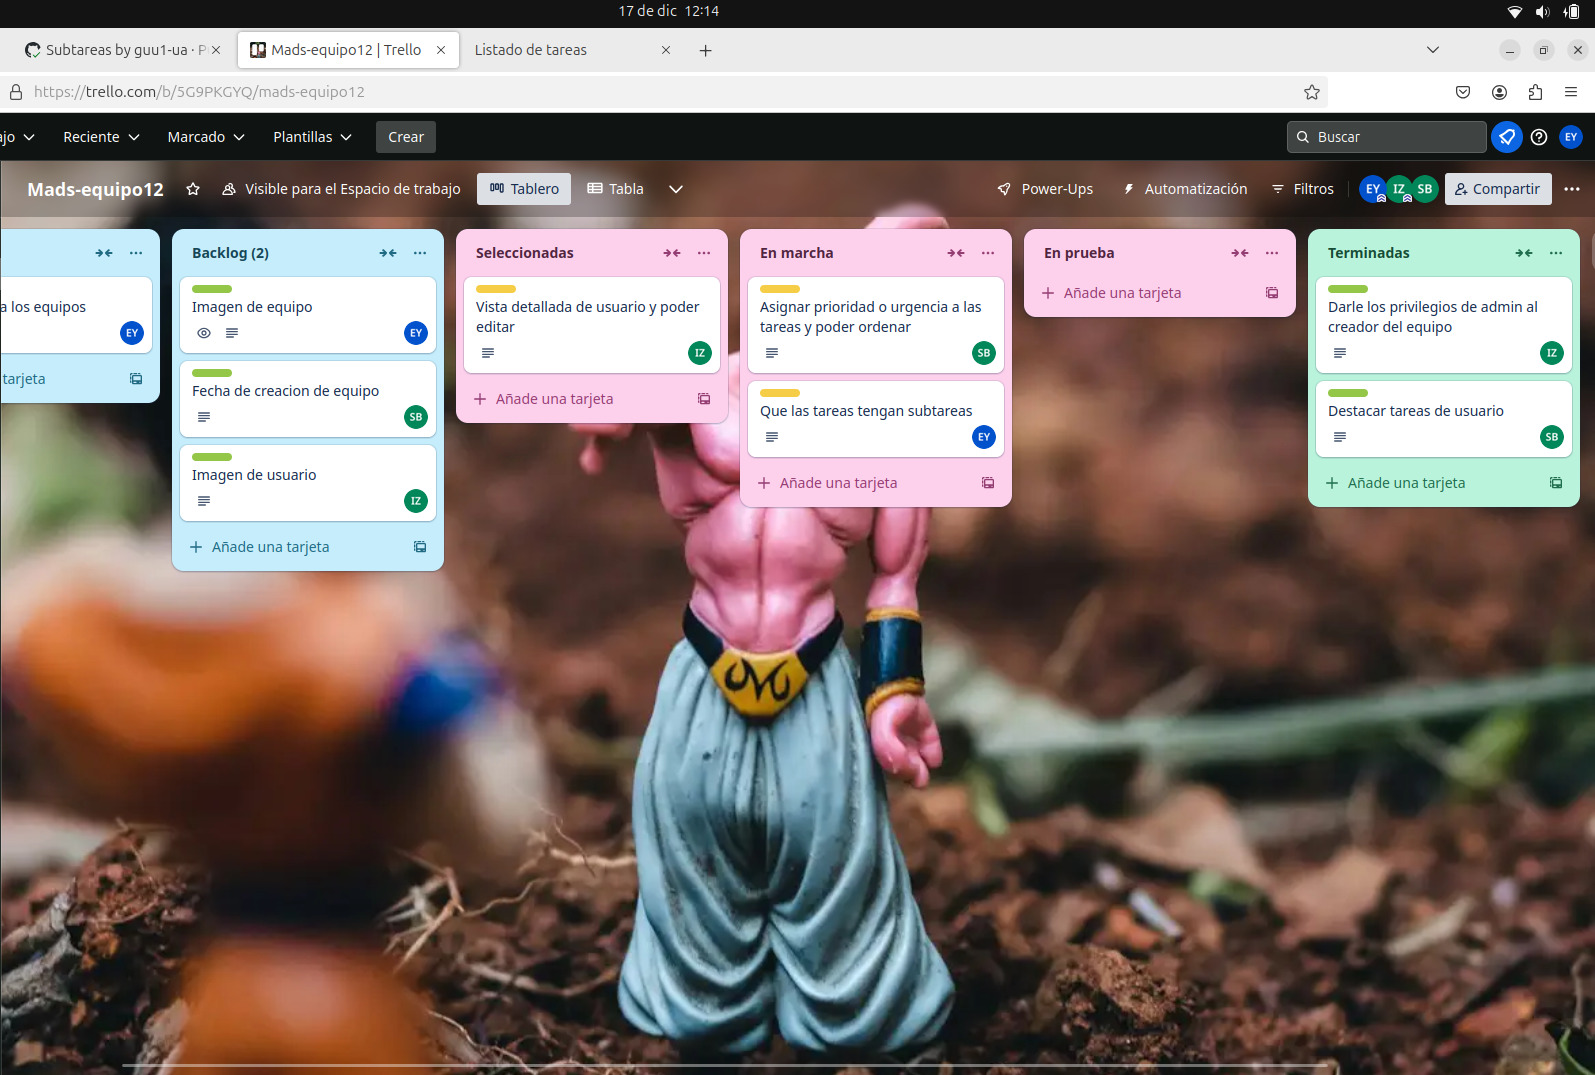 17 de dic 12:14
Subtareas by guu1-ua · P
Mads-equipo12 | Trello
Listado de tareas
https://trello.com/b/5G9PKGYQ/mads-equipo12
ajo
Reciente
Marcado
Plantillas
Crear
Buscar
EY
Mads-equipo12
Visible para el Espacio de trabajo
Tablero
Tabla
Power-Ups
Automatización
Filtros
EY
IZ
SB
Compartir
a los equipos
EY
tarjeta
Backlog (2)
Imagen de equipo
EY
Fecha de creacion de equipo
SB
Imagen de usuario
IZ
Añade una tarjeta
Seleccionadas
Vista detallada de usuario y poder
editar
IZ
Añade una tarjeta
En marcha
Asignar prioridad o urgencia a las
tareas y poder ordenar
SB
Que las tareas tengan subtareas
EY
Añade una tarjeta
En prueba
Añade una tarjeta
Terminadas
Darle los privilegios de admin al
creador del equipo
IZ
Destacar tareas de usuario
SB
Añade una tarjeta